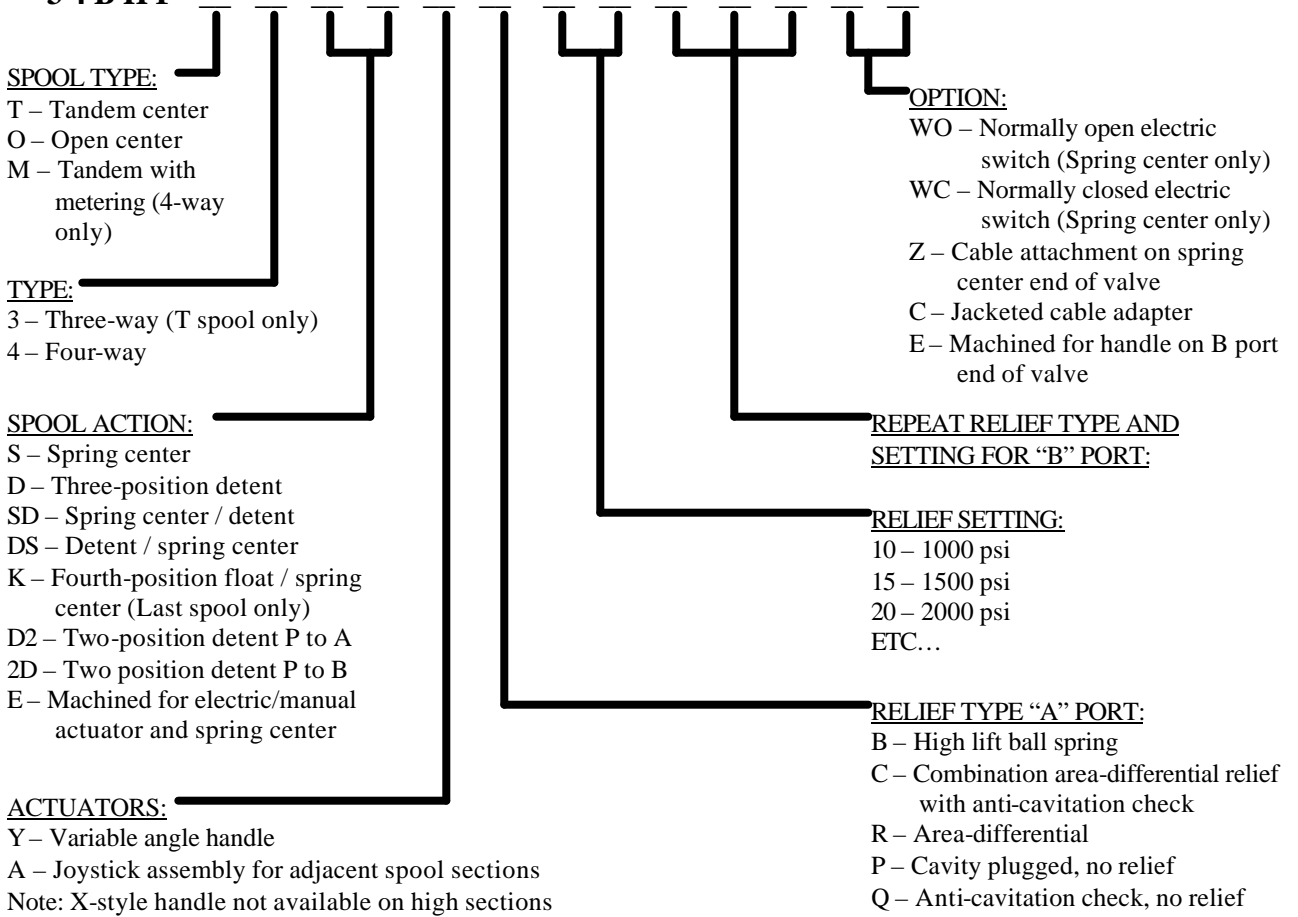 SPOOL TYPE:
T – Tandem center
O – Open center
M – Tandem with
metering (4-way
only)
TYPE:
3 – Three-way (T spool only)
4 – Four-way
SPOOL ACTION:
S – Spring center
D – Three-position detent
SD – Spring center / detent
DS – Detent / spring center
K – Fourth-position float / spring
center (Last spool only)
D2 – Two-position detent P to A
2D – Two position detent P to B
E – Machined for electric/manual
actuator and spring center
ACTUATORS:
Y – Variable angle handle
A – Joystick assembly for adjacent spool sections
Note: X-style handle not available on high sections
OPTION:
WO – Normally open electric
switch (Spring center only)
WC – Normally closed electric
switch (Spring center only)
Z – Cable attachment on spring
center end of valve
C – Jacketed cable adapter
E – Machined for handle on B port
end of valve
REPEAT RELIEF TYPE AND
SETTING FOR “B” PORT:
RELIEF SETTING:
10 – 1000 psi
15 – 1500 psi
20 – 2000 psi
ETC…
RELIEF TYPE “A” PORT:
B – High lift ball spring
C – Combination area-differential relief
with anti-cavitation check
R – Area-differential
P – Cavity plugged, no relief
Q – Anti-cavitation check, no relief